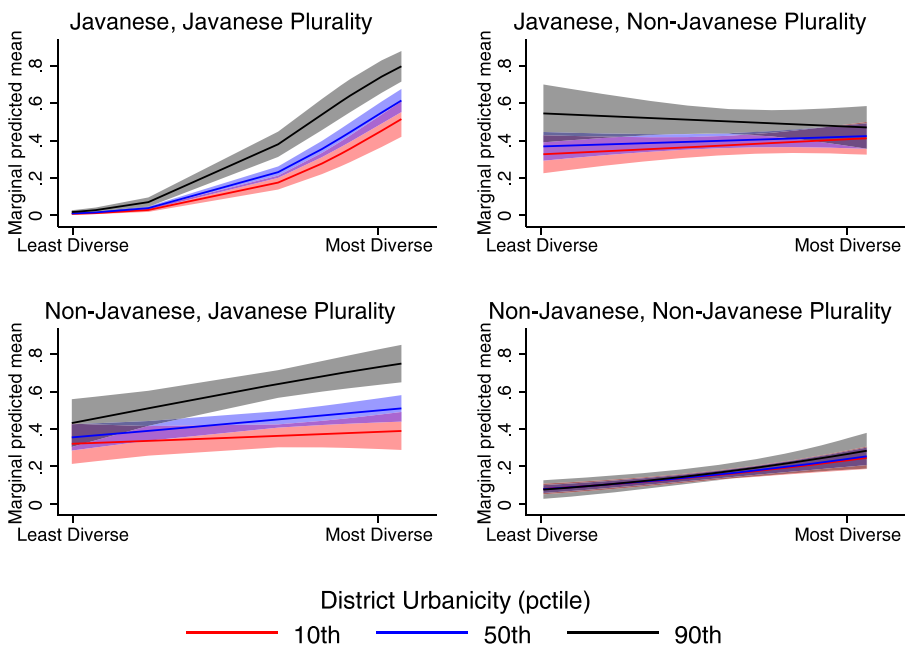 Javanese, Javanese Plurality
Marginal predicted mean
0 .2 .4 .6 .8
Least Diverse Most Diverse
Javanese, Non-Javanese Plurality
Marginal predicted mean
0 .2 .4 .6 .8
Least Diverse Most Diverse
Non-Javanese, Javanese Plurality
Marginal predicted mean
0 .2 .4 .6 .8
Least Diverse Most Diverse
Non-Javanese, Non-Javanese Plurality
Marginal predicted mean
0 .2 .4 .6 .8
Least Diverse Most Diverse
District Urbanicity (pctile)
10th 50th 90th